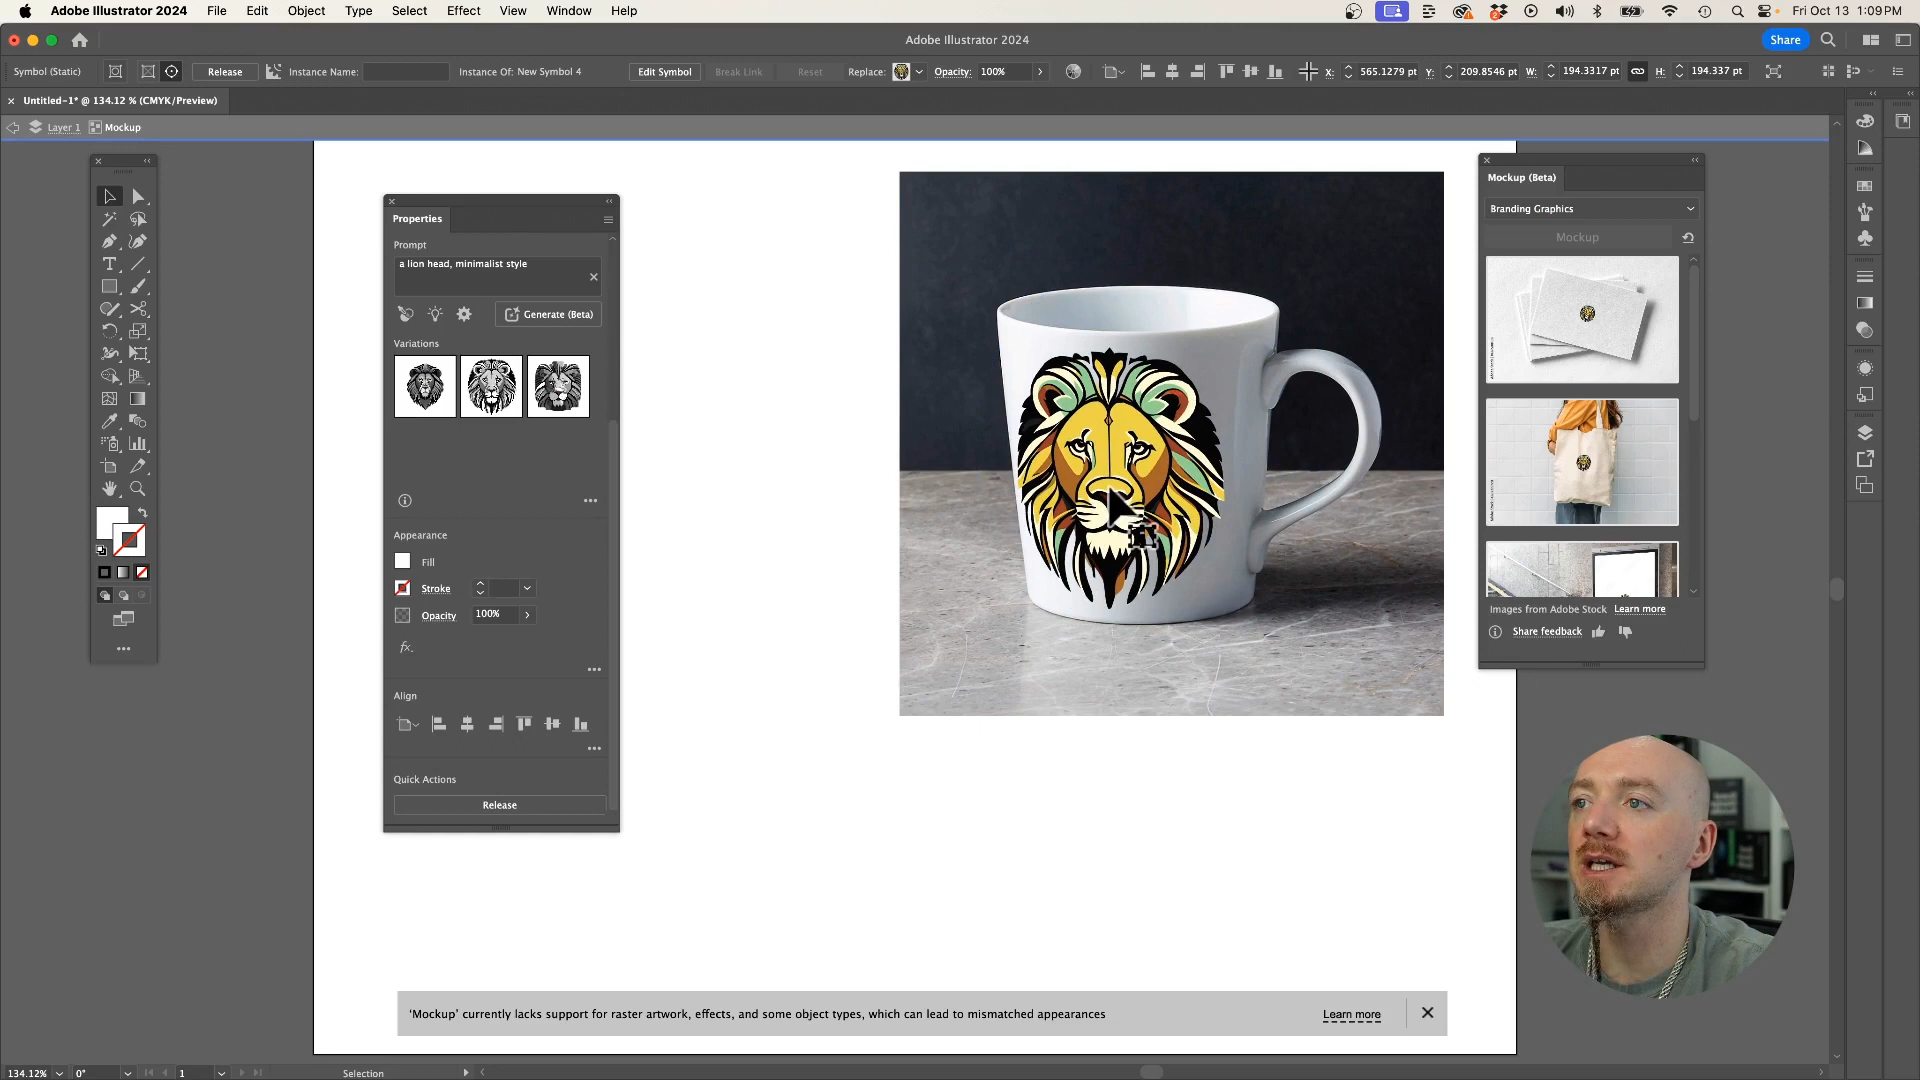 Adobe Illustrator 2024 File Edit Object Type Select Effect View Window Help
Fri Oct 13 1:09 PM
Adobe Illustrator 2024
Share
Symbol (Static) Release Instance Name: Instance Of: New Symbol 4 Edit Symbol Break Link Reset Replace: Opacity: 100% X: 565.1279 pt Y: 209.8546 pt W: 194.3317 pt H: 194.337 pt
Untitled-1* @ 134.12 % (CMYK/Preview)
Layer 1 Mockup
Properties
Prompt
a lion head, minimalist style
Generate (Beta)
Variations
Appearance
Fill
Stroke
Opacity 100%
fx.
Align
Quick Actions
Release
Mockup (Beta)
Branding Graphics
Mockup
Images from Adobe Stock Learn more
Share feedback
'Mockup' currently lacks support for raster artwork, effects, and some object types, which can lead to mismatched appearances
Learn more
134.12% 0° 1 Selection